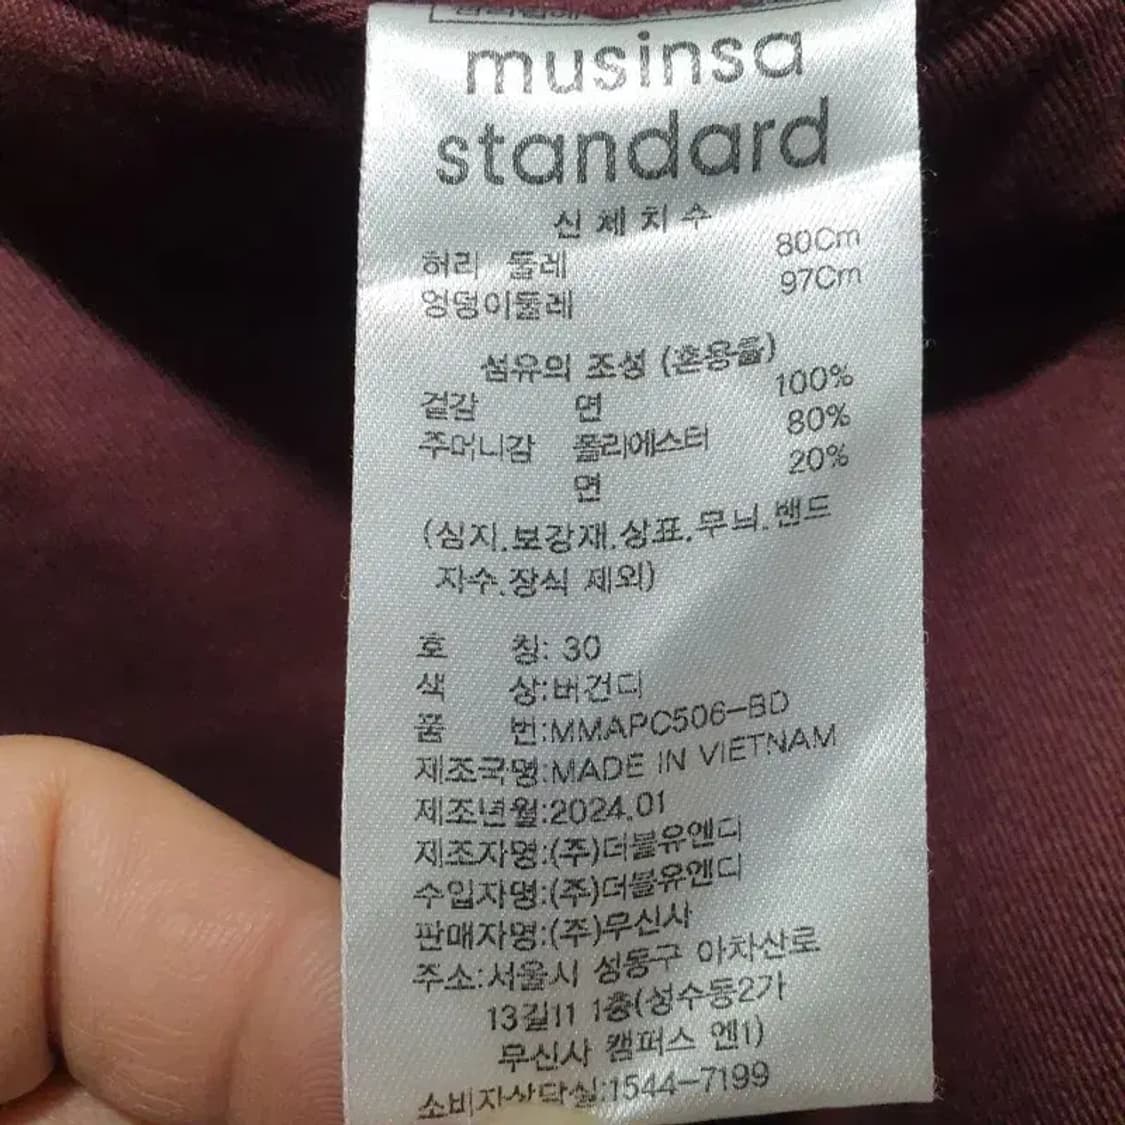 musinsa
standard
신체치수
허리 둘레 80Cm
엉덩이둘레 97Cm
섬유의 조성 (혼용률)
겉감 면 100%
주머니감 폴리에스터 80%
면 20%
(심지.보강재.상표.무늬.밴드
자수.장식 제외)
호 칭: 30
색 상:버건디
품 번:MMAPC506-BD
제조국명:MADE IN VIETNAM
제조년월:2024.01
제조자명:(주)더블유엔디
수입자명:(주)더블유엔디
판매자명:(주)무신사
주소:서울시 성동구 아차산로
13길11 1층(성수동2가
무신사 캠퍼스 엔1)
소비자상담실:1544-7199